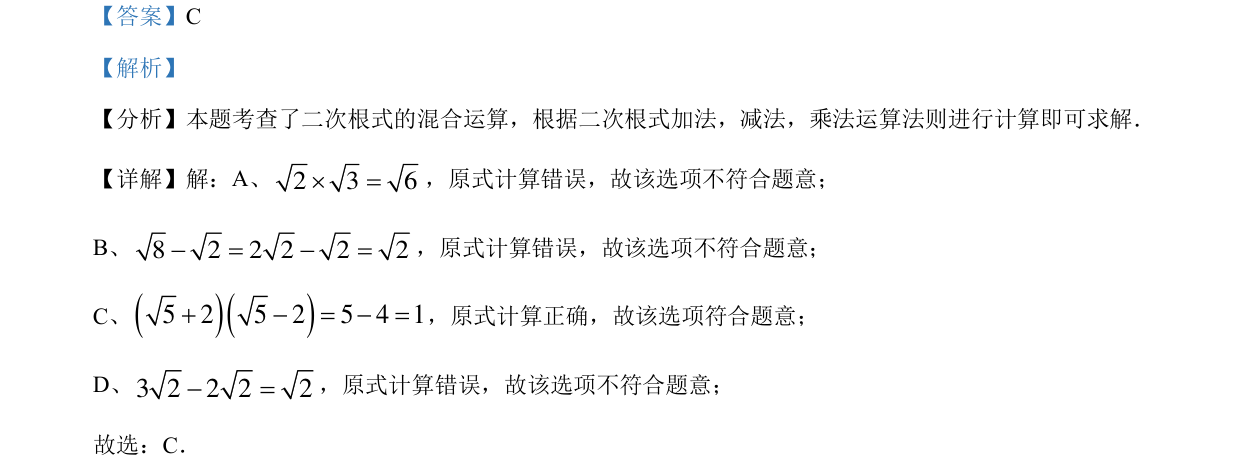 【答案】C
【解析】
【分析】本题考查了二次根式的混合运算，根据二次根式加法，减法，乘法运算法则进行计算即可求解．
【详解】解：A、√2×√3=√6，原式计算错误，故该选项不符合题意；
B、√8−√2=2√2−√2=√2，原式计算错误，故该选项不符合题意；
C、(√5+2)(√5−2)=5−4=1，原式计算正确，故该选项符合题意；
D、3√2−2√2=√2，原式计算错误，故该选项不符合题意；
故选：C．